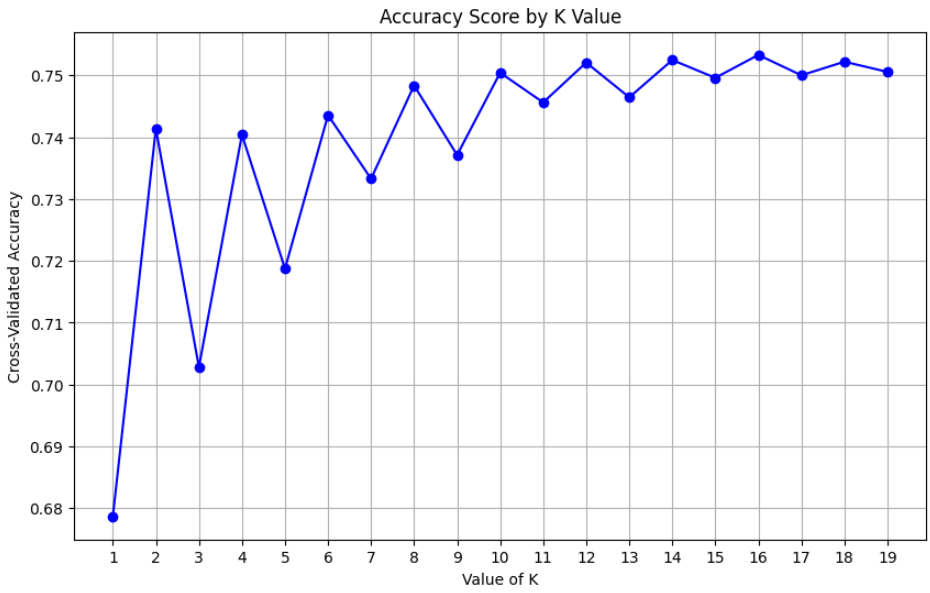 Accuracy Score by K Value
Cross-Validated Accuracy
0.75
0.74
0.73
0.72
0.71
0.70
0.69
0.68
1 2 3 4 5 6 7 8 9 10 11 12 13 14 15 16 17 18 19
Value of K